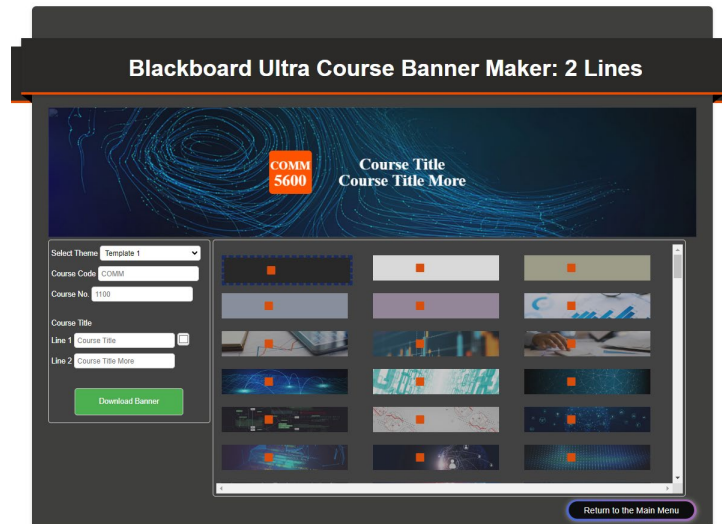 Blackboard Ultra Course Banner Maker: 2 Lines
COMM
5600
Course Title
Course Title More
Select Theme Template 1
Course Code COMM
Course No. 1100
Course Title
Line 1 Course Title
Line 2 Course Title More
Download Banner
Return to the Main Menu